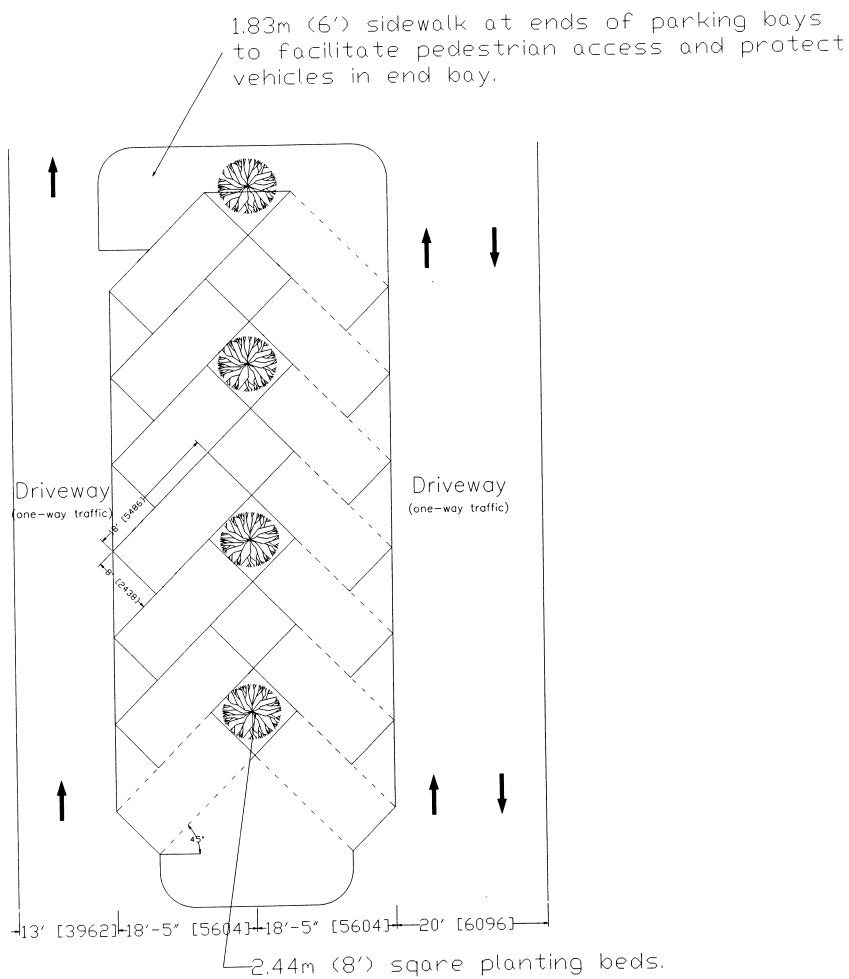 1.83m (6') sidewalk at ends of parking bays
to facilitate pedestrian access and protect
vehicles in end bay.
Driveway
(one-way traffic)
Driveway
(one-way traffic)
18' [5486]
8' [2438]
45°
13' [3962]
18'-5" [5604]
18'-5" [5604]
20' [6096]
2.44m (8') sqare planting beds.